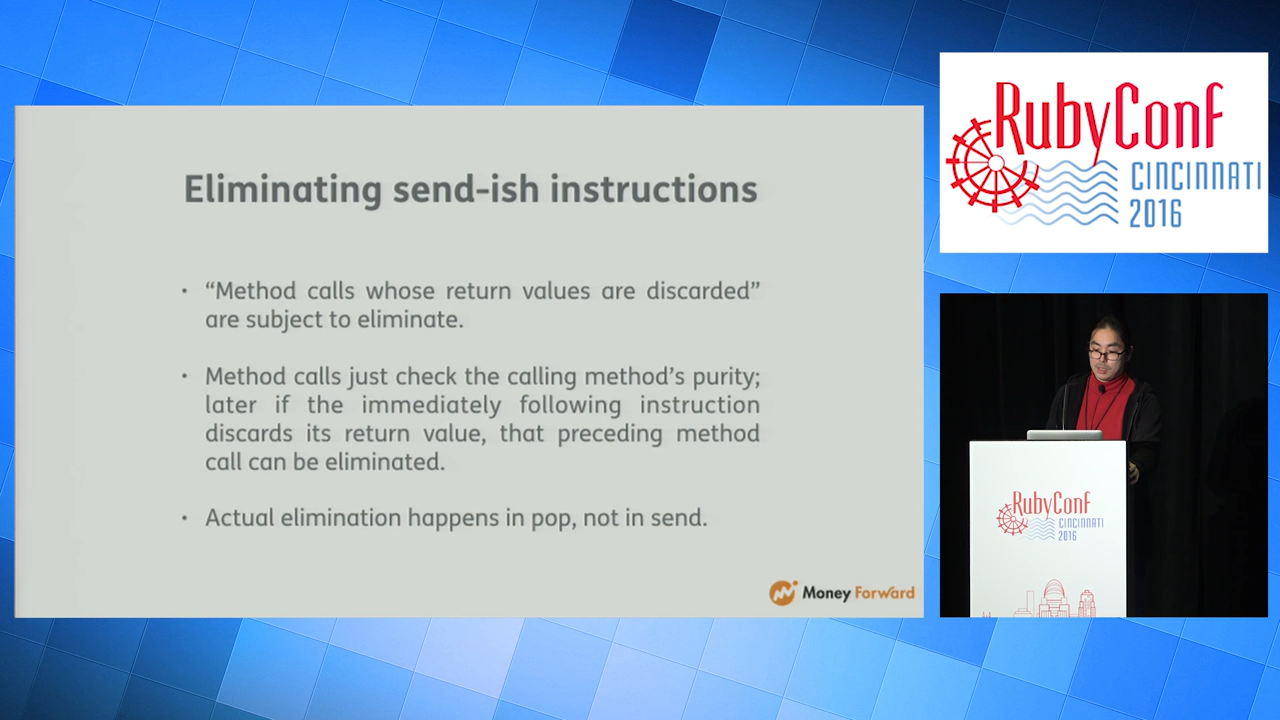 Eliminating send-ish instructions
• “Method calls whose return values are discarded”
are subject to eliminate.
• Method calls just check the calling method’s purity;
later if the immediately following instruction
discards its return value, that preceding method
call can be eliminated.
• Actual elimination happens in pop, not in send.
Money Forward
RubyConf
CINCINNATI
2016
RubyConf
CINCINNATI
2016